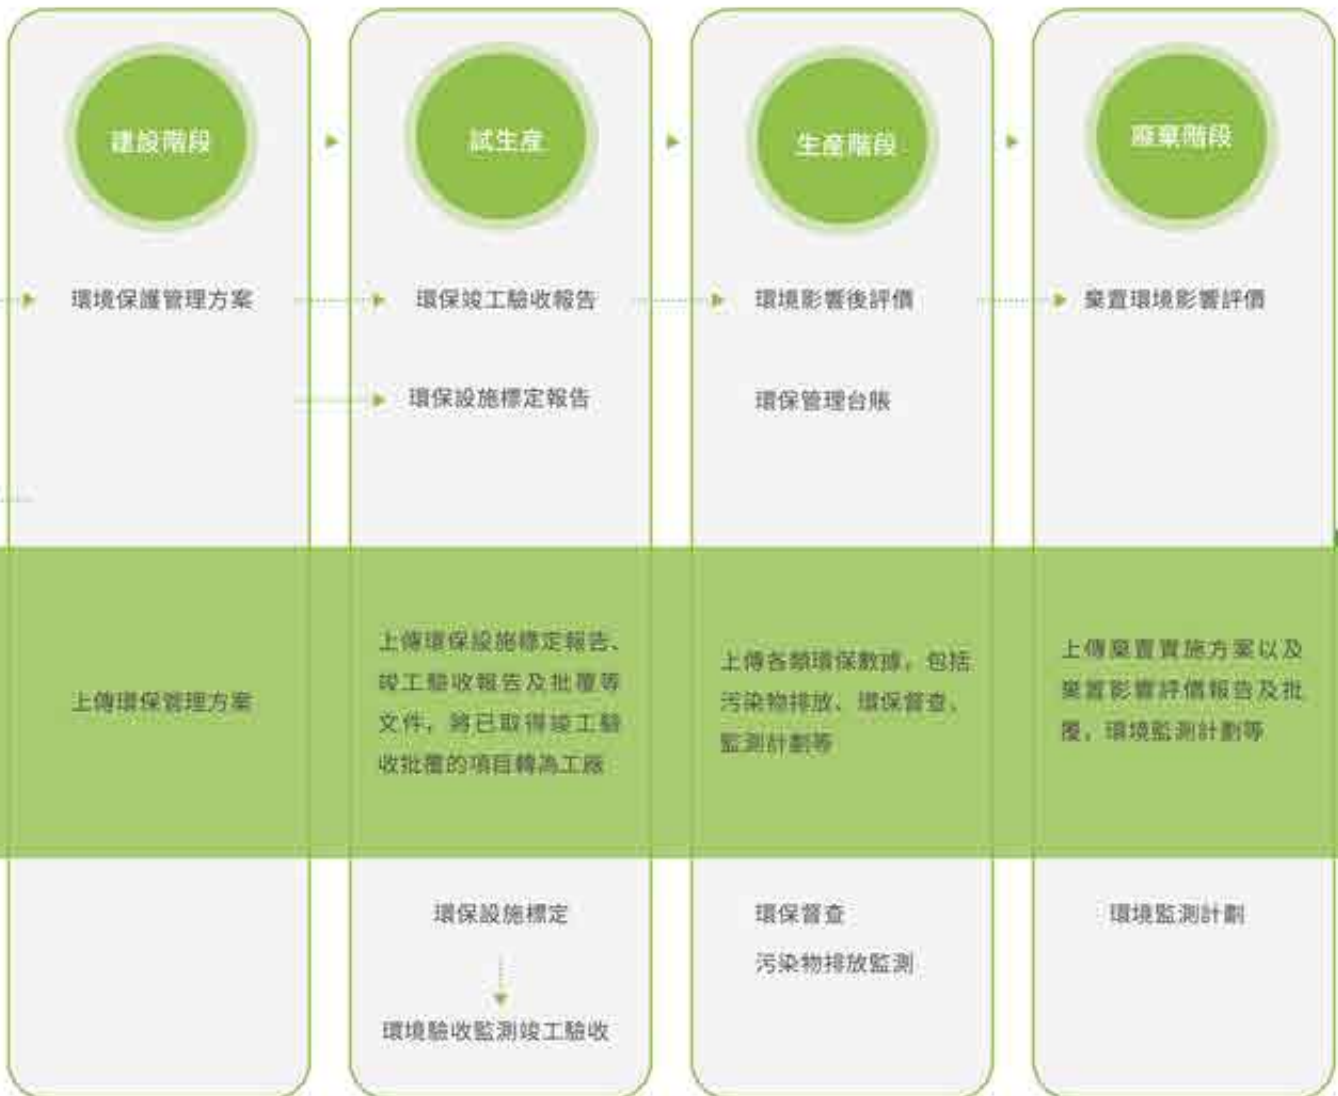 建設階段
試生產
生產階段
廢棄階段
環境保護管理方案
環保竣工驗收報告
環境影響後評價
棄置環境影響評價
環保設施標定報告
環保管理台賬
上傳環保管理方案
上傳環保設施標定報告、
竣工驗收報告及批覆等
文件，將已取得竣工驗
收批覆的項目轉為工廠
上傳各類環保數據，包括
污染物排放、環保督查、
監測計劃等
上傳棄置實施方案以及
棄置影響評價報告及批
覆，環境監測計劃等
環保設施標定
環境驗收監測竣工驗收
環保督查
污染物排放監測
環境監測計劃